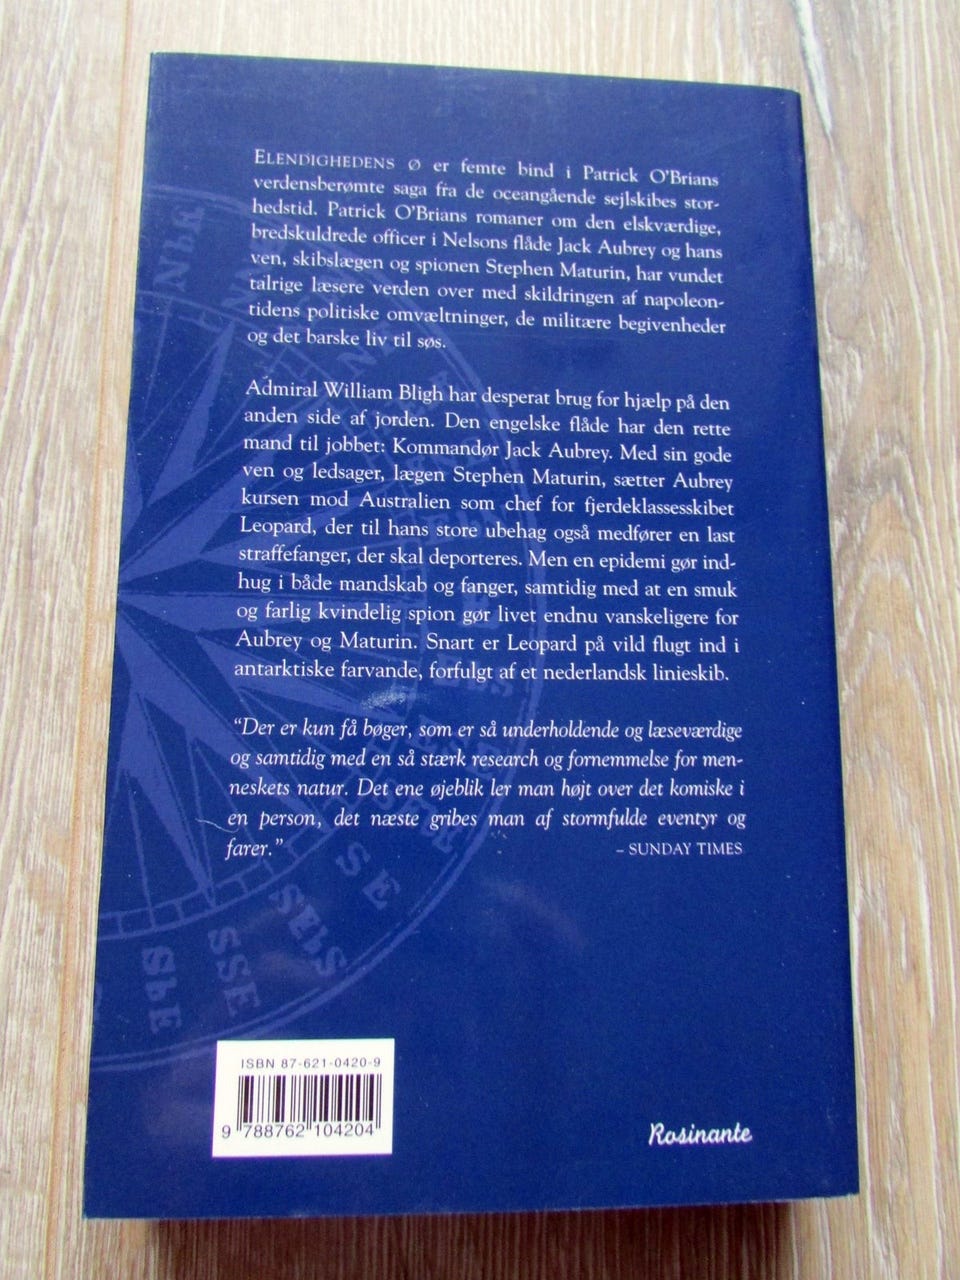 ELENDIGHEDENS Ø er femte bind i Patrick O'Brians
verdensberømte saga fra de oceangående sejlskibes stor-
hedstid. Patrick O'Brians romaner om den elskværdige,
bredskuldrede officer i Nelsons flåde Jack Aubrey og hans
ven, skibslægen og spionen Stephen Maturin, har vundet
talrige læsere verden over med skildringen af napoleon-
tidens politiske omvæltninger, de militære begivenheder
og det barske liv til søs.
Admiral William Bligh har desperat brug for hjælp på den
anden side af jorden. Den engelske flåde har den rette
mand til jobbet: Kommandør Jack Aubrey. Med sin gode
ven og ledsager, lægen Stephen Maturin, sætter Aubrey
kursen mod Australien som chef for fjerdeklassesskibet
Leopard, der til hans store ubehag også medfører en last
straffefanger, der skal deporteres. Men en epidemi gør ind-
hug i både mandskab og fanger, samtidig med at en smuk
og farlig kvindelig spion gør livet endnu vanskeligere for
Aubrey og Maturin. Snart er Leopard på vild flugt ind i
antarktiske farvande, forfulgt af et nederlandsk linieskib.
"Der er kun få bøger, som er så underholdende og læseværdige
og samtidig med en så stærk research og fornemmelse for men-
neskets natur. Det ene øjeblik ler man højt over det komiske i
en person, det næste gribes man af stormfulde eventyr og
farer."
– SUNDAY TIMES
NbE
SE
SEbS
SSE
SbE
ISBN 87-621-0420-9
9 788762 104204
Rosinante